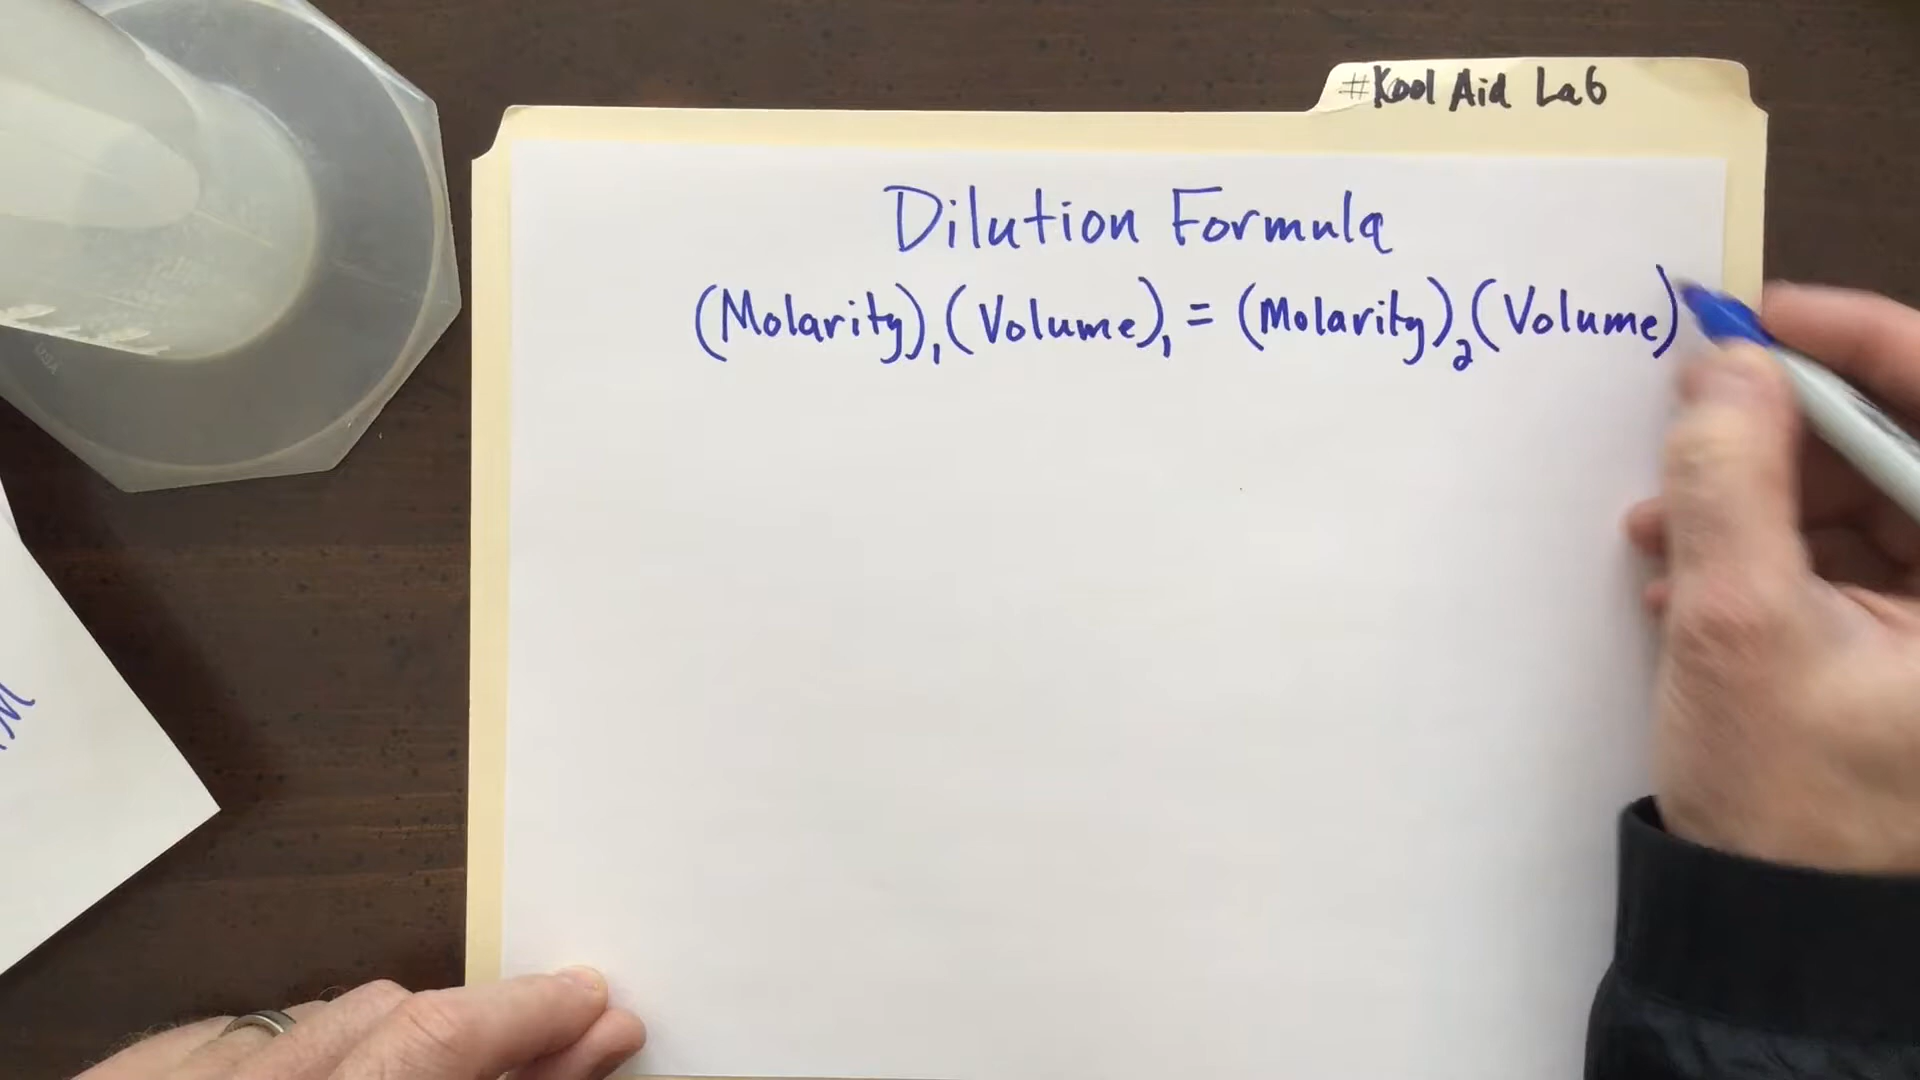 #Kool Aid Lab
Dilution Formula
(Molarity)₁(Volume)₁ = (Molarity)₂(Volume)